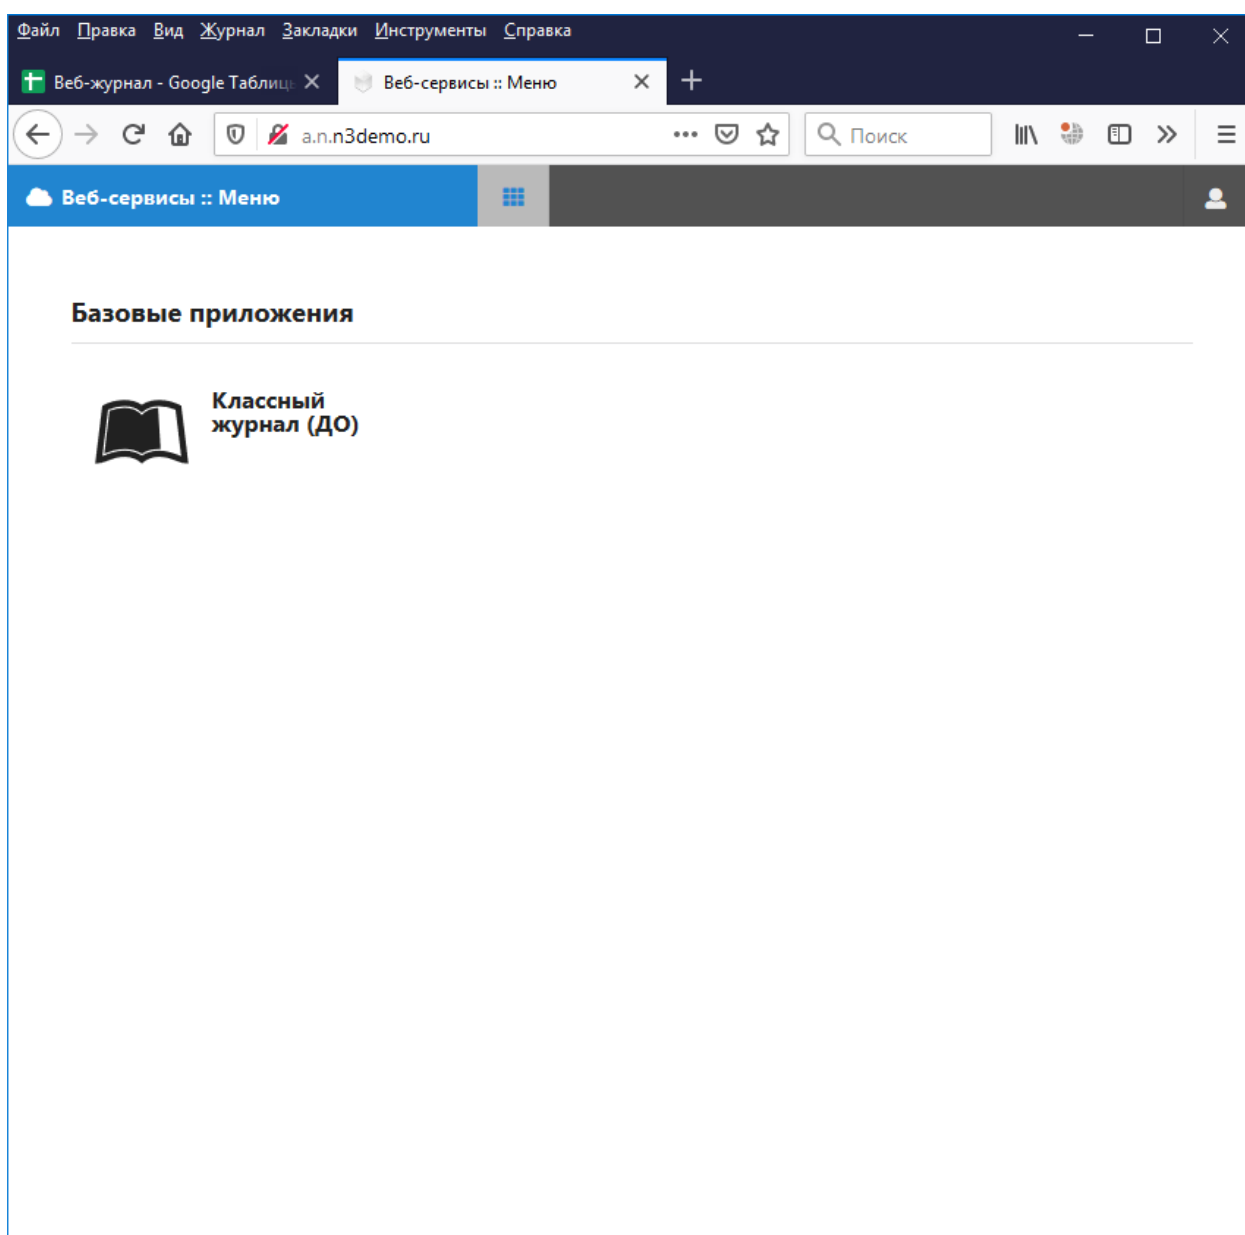 Файл Правка Вид Журнал Закладки Инструменты Справка
Веб-журнал - Google Таблиць Веб-сервисы :: Меню
a.n.n3demo.ru Поиск
Веб-сервисы :: Меню
Базовые приложения
Классный
журнал (ДО)